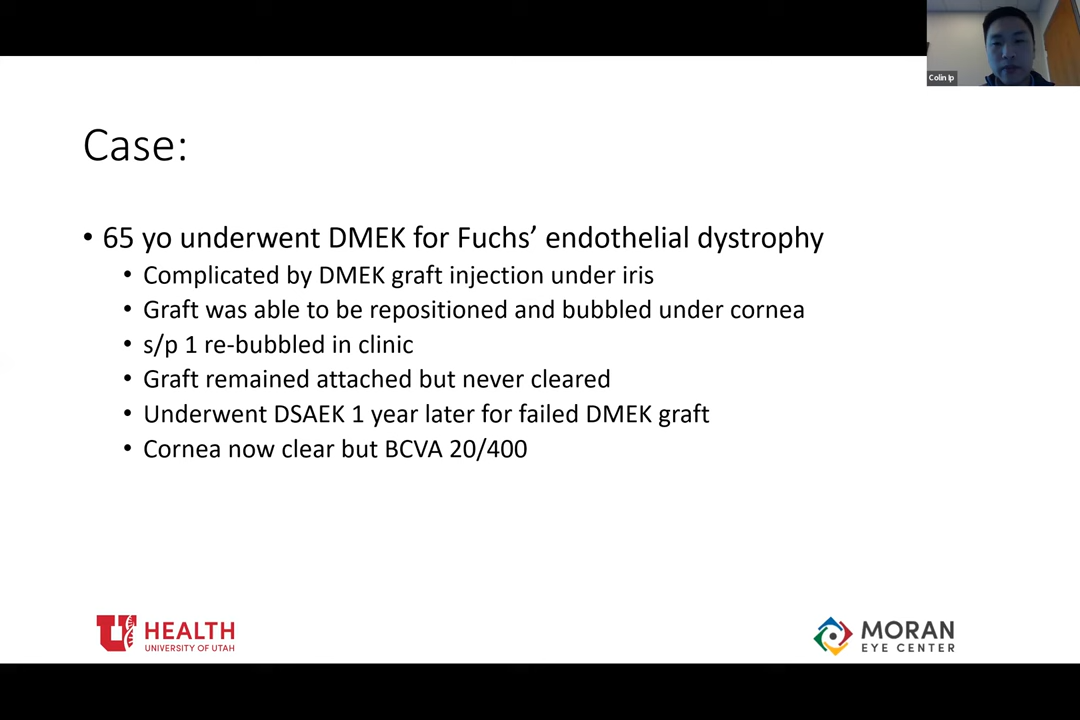 Colin Ip
Case:
• 65 yo underwent DMEK for Fuchs’ endothelial dystrophy
• Complicated by DMEK graft injection under iris
• Graft was able to be repositioned and bubbled under cornea
• s/p 1 re-bubbled in clinic
• Graft remained attached but never cleared
• Underwent DSAEK 1 year later for failed DMEK graft
• Cornea now clear but BCVA 20/400
U HEALTH
UNIVERSITY OF UTAH
MORAN
EYE CENTER